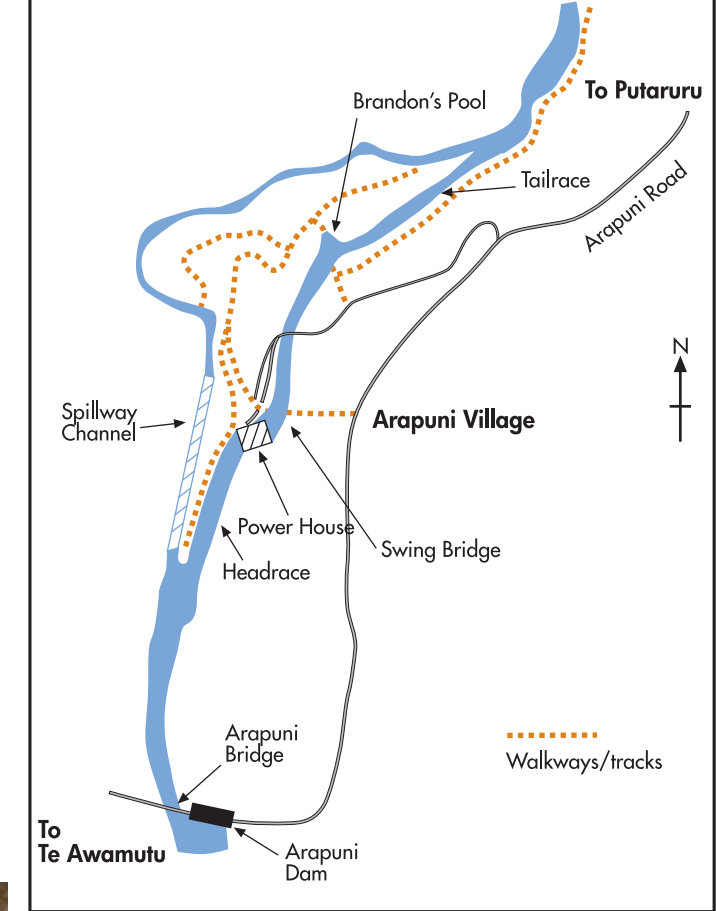 To Putaruru
Brandon's Pool
Tailrace
Arapuni Road
N
Spillway
Channel
Arapuni Village
Power House
Swing Bridge
Headrace
Arapuni
Bridge
Walkways/tracks
To
Te Awamutu
Arapuni
Dam